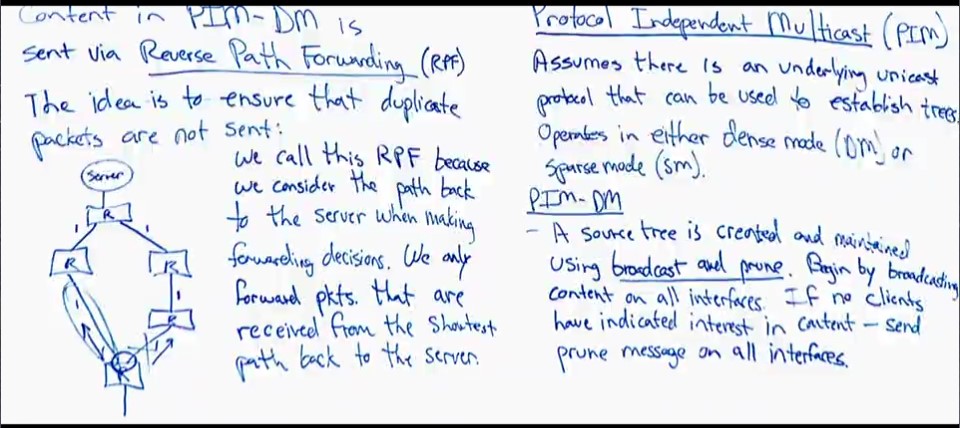 Content in PIM-DM is
sent via Reverse Path Forwarding (RPF)
The idea is to ensure that duplicate
packets are not sent:
We call this RPF because
we consider the path back
to the server when making
forwarding decisions. We only
forward pkts. that are
received from the shortest
path back to the server.
Server
R
1
1
R
R
1
R
1
1
R
Protocol Independent Multicast (PIM)
Assumes there is an underlying unicast
protocol that can be used to establish trees.
Operates in either dense mode (DM) or
Sparse mode (SM).
PIM-DM
- A source tree is created and maintained
using broadcast and prune. Begin by broadcasting
content on all interfaces. If no clients
have indicated interest in content - send
prune message on all interfaces.